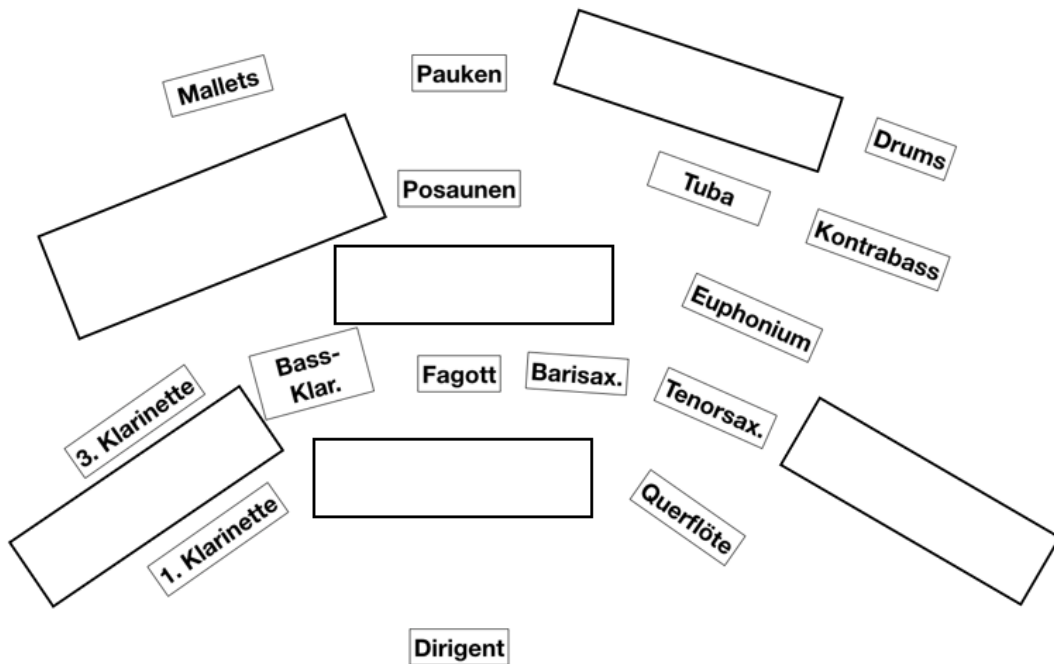 Mallets
Pauken
Drums
Posaunen
Tuba
Kontrabass
Euphonium
Bass-
Klar.
Fagott
Barisax.
Tenorsax.
3. Klarinette
1. Klarinette
Querflöte
Dirigent